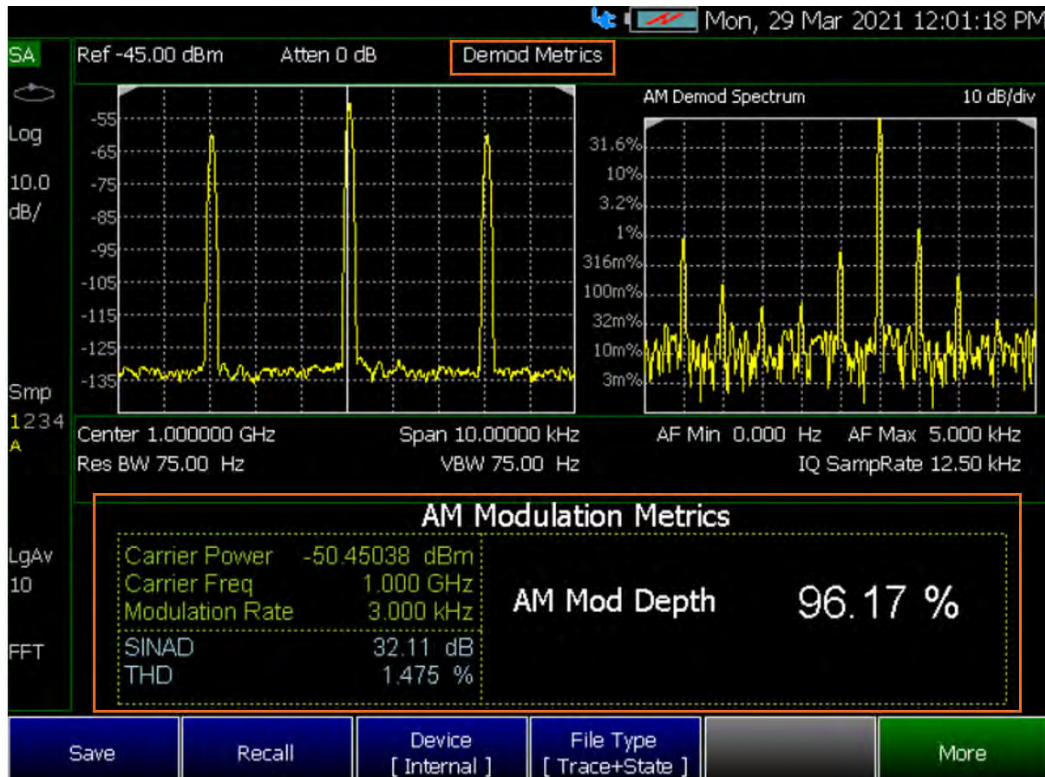 Mon, 29 Mar 2021 12:01:18 PM
SA
Ref -45.00 dBm Atten 0 dB Demod Metrics
AM Demod Spectrum 10 dB/div
Log
10.0
dB/
-55
-65
-75
-85
-95
-105
-115
-125
-135
31.6%
10%
3.2%
1%
316m%
100m%
32m%
10m%
3m%
Smp
1234
A
Center 1.000000 GHz Span 10.00000 kHz AF Min 0.000 Hz AF Max 5.000 kHz
Res BW 75.00 Hz VBW 75.00 Hz IQ SampRate 12.50 kHz
AM Modulation Metrics
LgAv
10
FFT
Carrier Power -50.45038 dBm
Carrier Freq 1.000 GHz
Modulation Rate 3.000 kHz
SINAD 32.11 dB
THD 1.475 %
AM Mod Depth 96.17 %
Save
Recall
Device
[ Internal ]
File Type
[ Trace+State ]
More